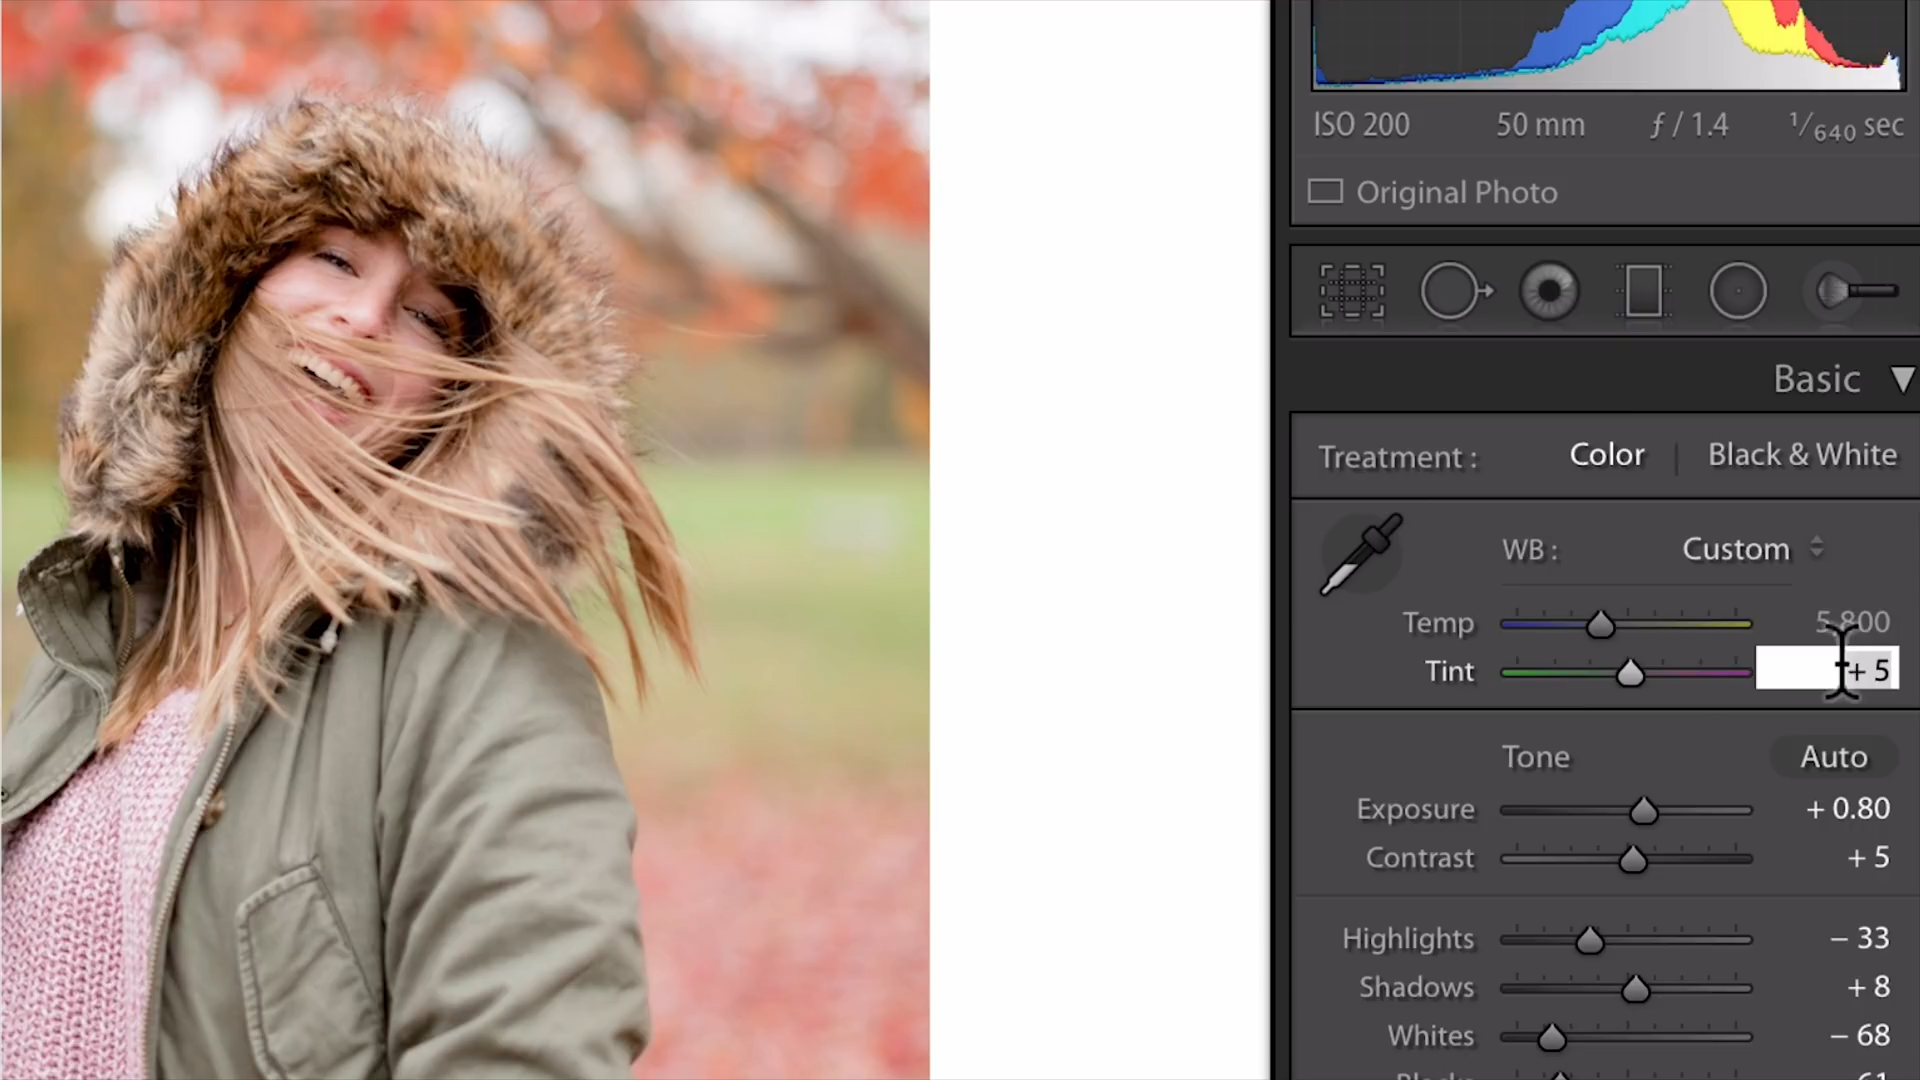 ISO 200 50 mm ƒ / 1.4 1/640 sec
Original Photo
Basic
Treatment : Color | Black & White
WB : Custom
Temp 5,800
Tint + 5
Tone Auto
Exposure + 0.80
Contrast + 5
Highlights − 33
Shadows + 8
Whites − 68